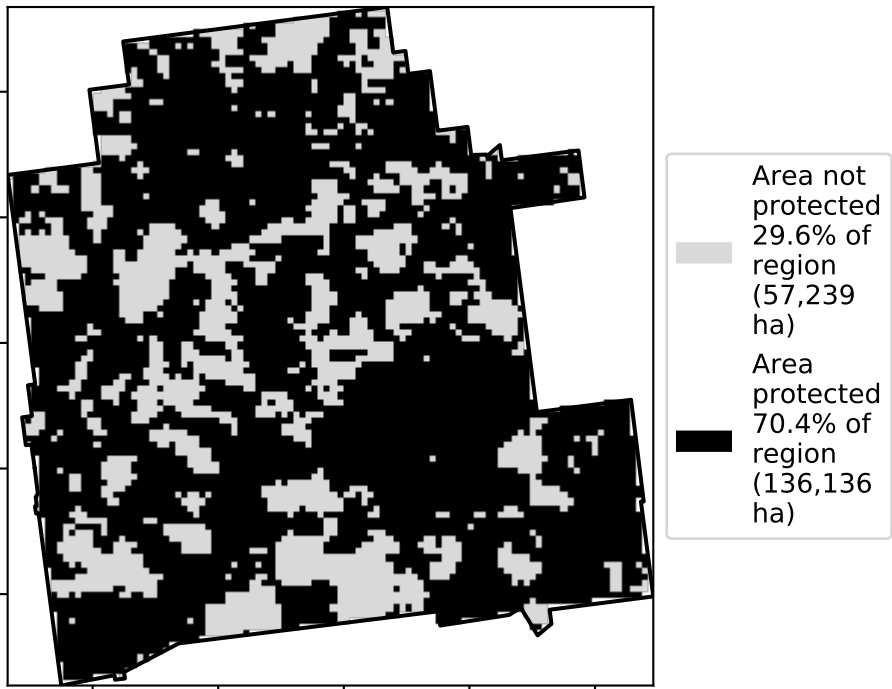 Area not
protected
29.6% of
region
(57,239
ha)
Area
protected
70.4% of
region
(136,136
ha)